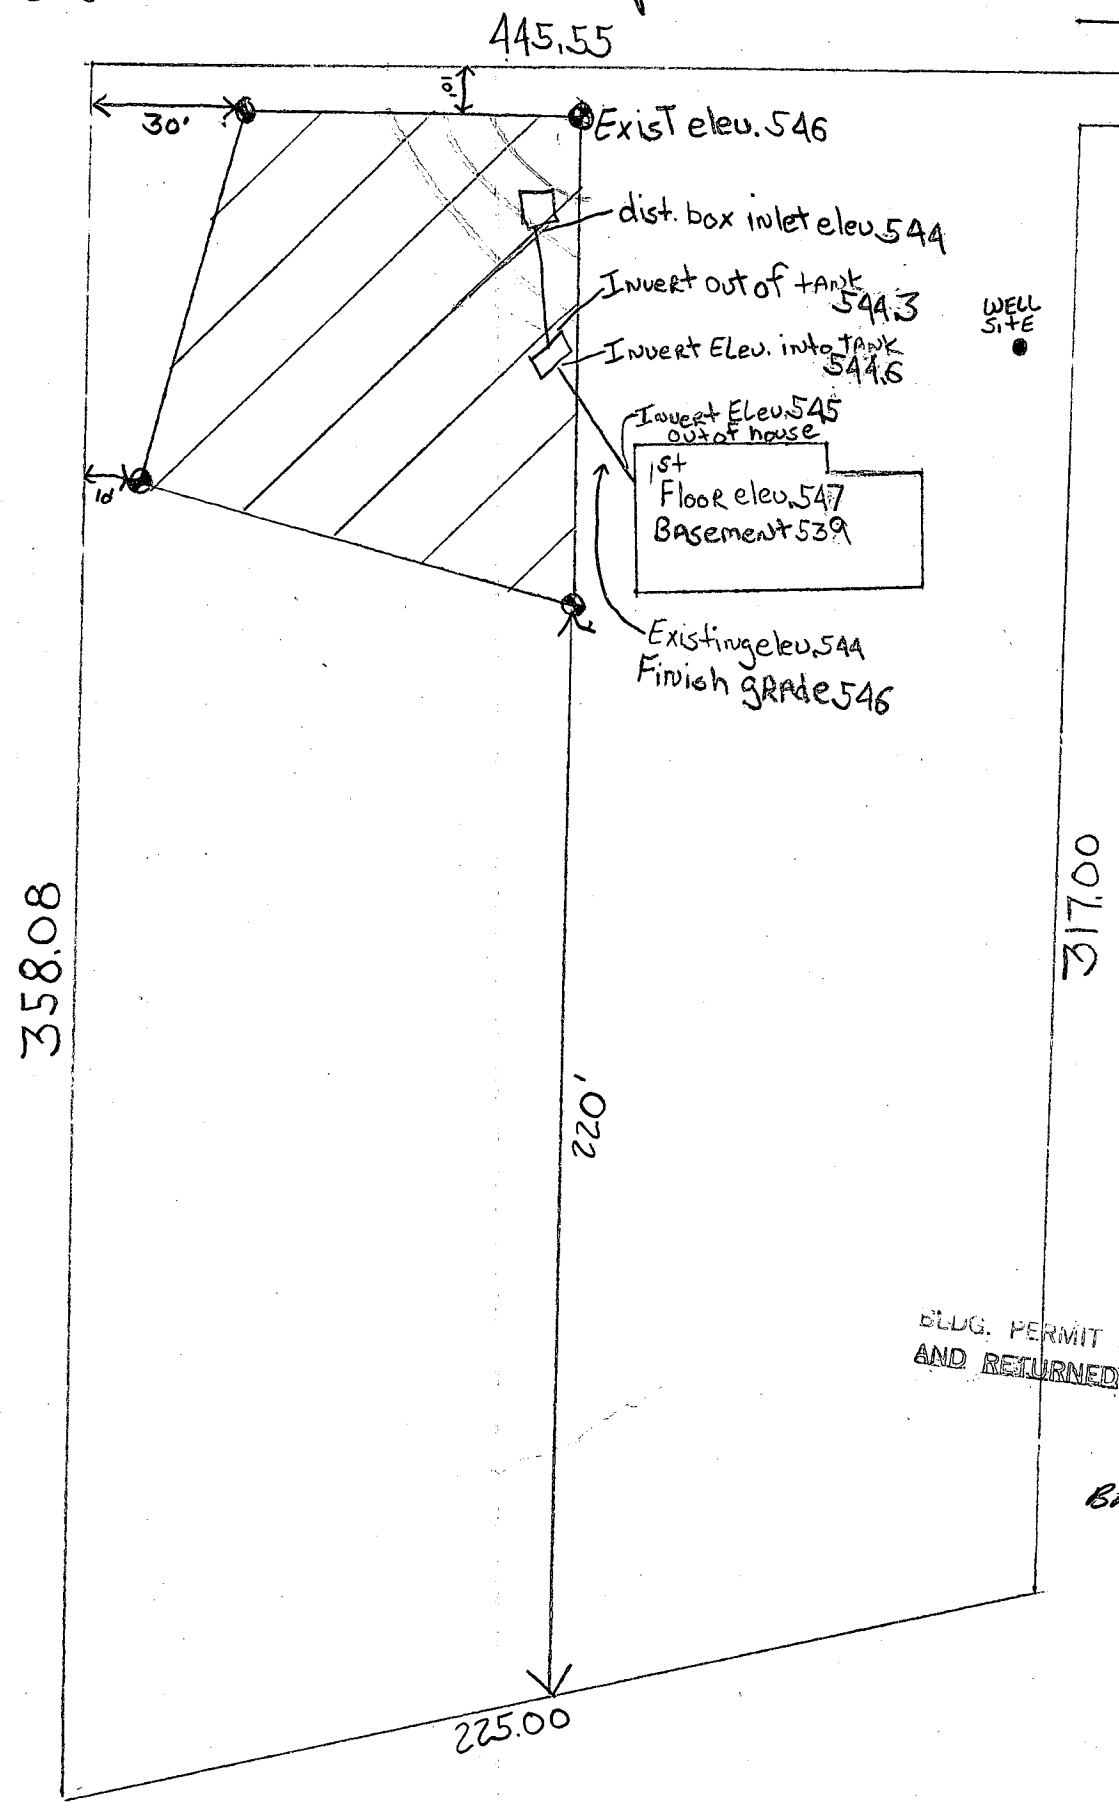 445.55
30'
10'
Exist elev. 546
dist. box inlet elev. 544
Invert out of tank
544.3
WELL
SitE
Invert Elev. into TANK
544.6
Invert Elev. 545
out of house
10'
1st
Floor elev. 547
Basement 539
Existing elev. 544
Finish grade 546
358.08
317.00
220'
BLDG. PERMIT
AND RETURNED
225.00